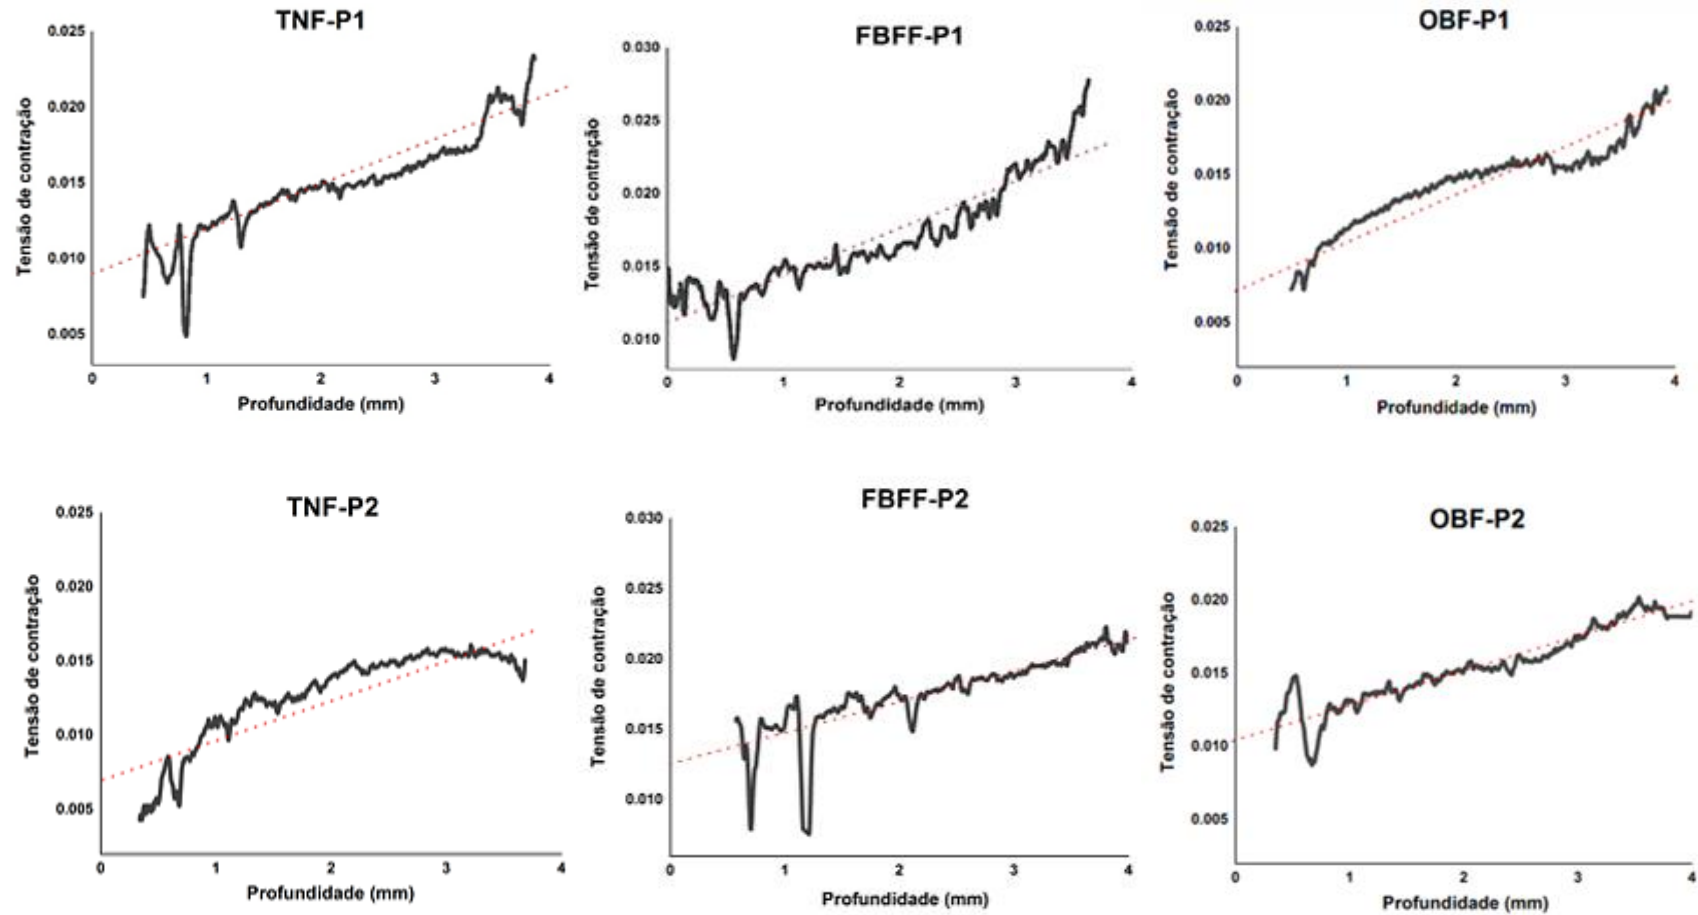 TNF-P1
0.025
0.020
0.015
0.010
0.005
0 1 2 3 4
Tensão de contração
Profundidade (mm)
FBFF-P1
0.030
0.025
0.020
0.015
0.010
0 1 2 3 4
Tensão de contração
Profundidade (mm)
OBF-P1
0.025
0.020
0.015
0.010
0.005
0 1 2 3 4
Tensão de contração
Profundidade (mm)
TNF-P2
0.025
0.020
0.015
0.010
0.005
0 1 2 3 4
Tensão de contração
Profundidade (mm)
FBFF-P2
0.030
0.025
0.020
0.015
0.010
0 1 2 3 4
Tensão de contração
Profundidade (mm)
OBF-P2
0.025
0.020
0.015
0.010
0.005
0 1 2 3 4
Tensão de contração
Profundidade (mm)